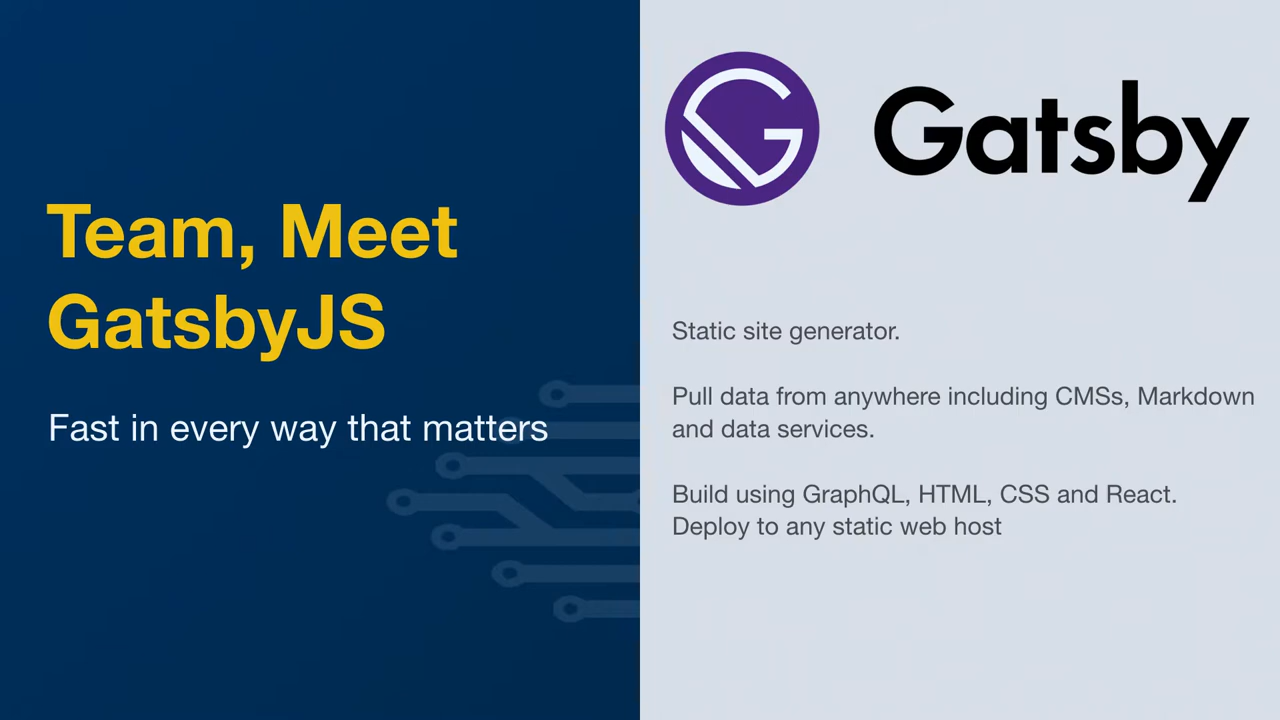 Team, Meet
GatsbyJS
Fast in every way that matters
Gatsby
Static site generator.
Pull data from anywhere including CMSs, Markdown
and data services.
Build using GraphQL, HTML, CSS and React.
Deploy to any static web host